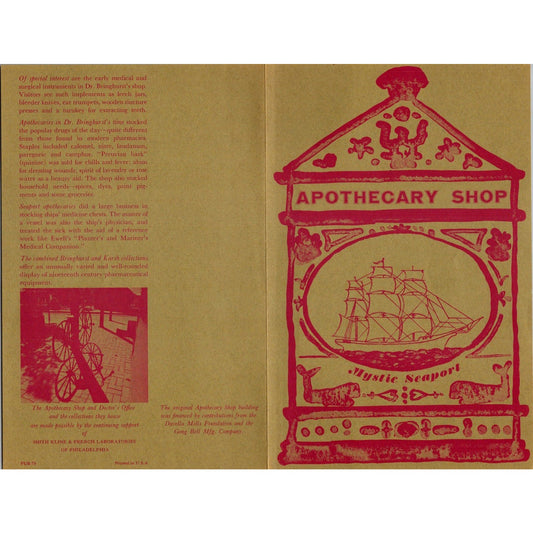 Of special interest are the early medical and
surgical instruments in Dr. Bringhurst's shop.
Visitors see such implements as leech jars,
bleeder knives, ear trumpets, wooden tincture
presses and a turnkey for extracting teeth.
Apothecaries in Dr. Bringhurst's time stocked
the popular drugs of the day—quite different
from those found in modern pharmacies.
Staples included calomel, nitre, laudanum,
paregoric and camphor. "Peruvian bark"
(quinine) was sold for chills and fever; alum
for dressing wounds; spirit of lavender or rose
water as a beauty aid. The shop also stocked
household needs—spices, dyes, paint pig-
ments and some groceries.
Seaport apothecaries did a large business in
stocking ships' medicine chests. The master of
a vessel was also the ship's physician, and
treated the sick with the aid of a reference
work like Ewell's "Planter's and Mariner's
Medical Companion."
The combined Bringhurst and Karsh collections
offer an unusually varied and well-rounded
display of nineteenth century pharmaceutical
equipment.
The Apothecary Shop and Doctor's Office
and the collections they house
are made possible by the continuing support
of
SMITH KLINE & FRENCH LABORATORIES
OF PHILADELPHIA
PUB 74
Printed in U.S.A.
The original Apothecary Shop building
was financed by contributions from the
Dycella Mills Foundation and the
Gong Bell Mfg. Company.
APOTHECARY SHOP
Mystic Seaport